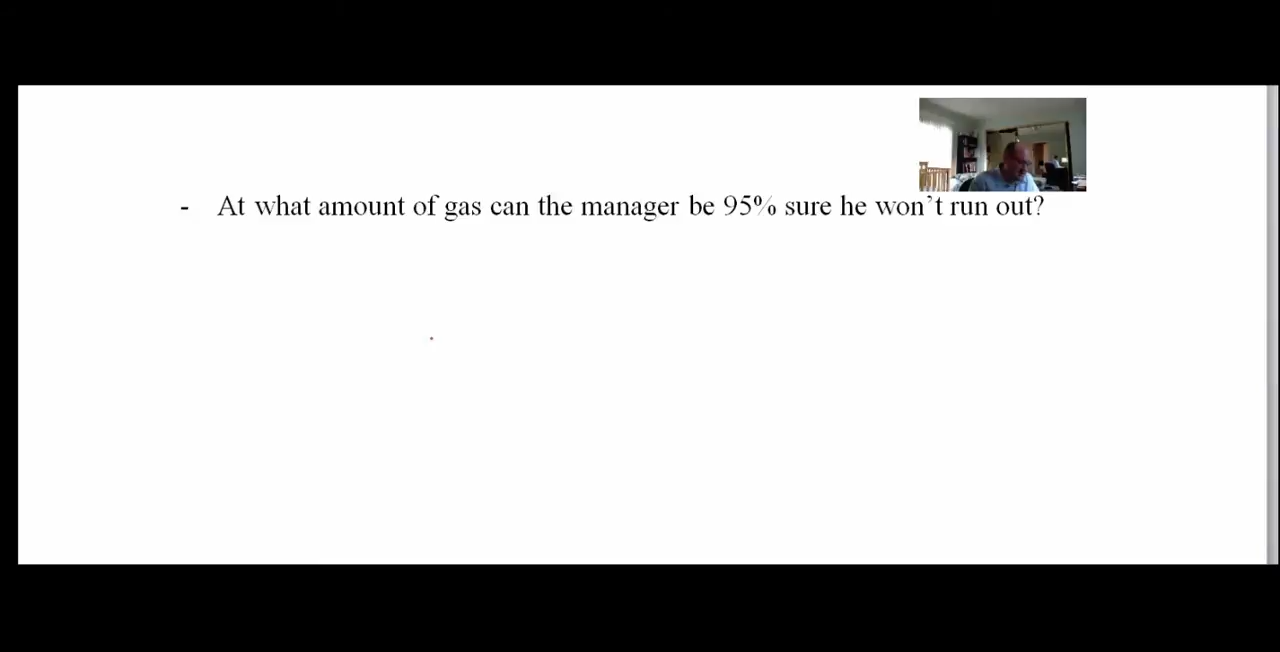 - At what amount of gas can the manager be 95% sure he won’t run out?